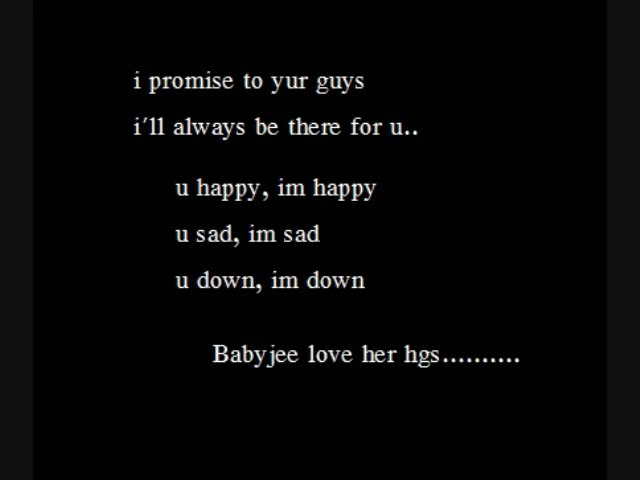 i promise to yur guys
i'll always be there for u..
u happy, im happy
u sad, im sad
u down, im down
Babyjee love her hgs..........